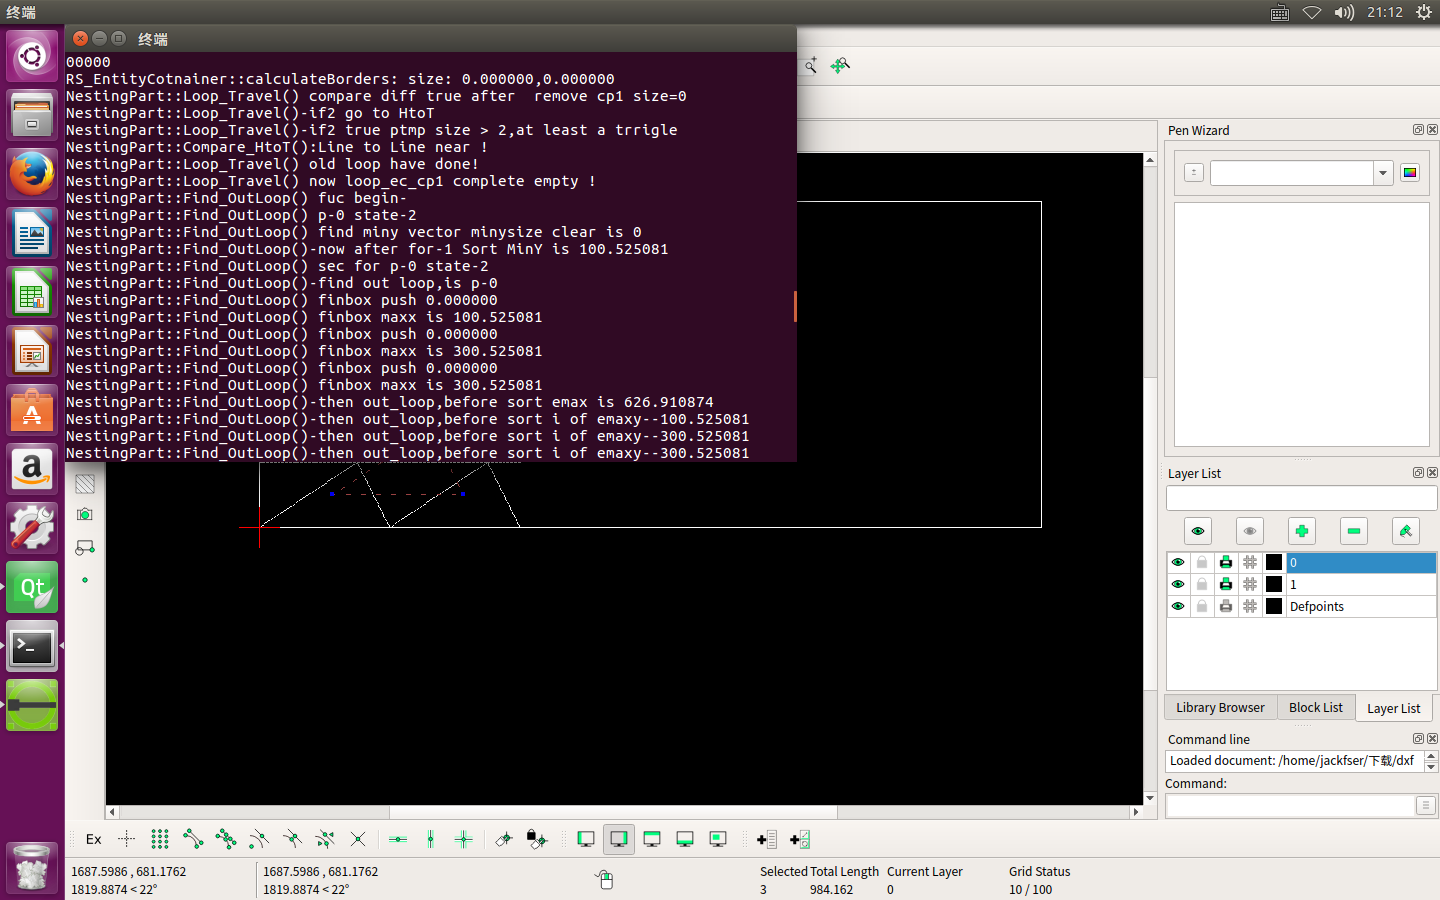 终端
21:12
终端
00000
RS_EntityCotnainer::calculateBorders: size: 0.000000,0.000000
NestingPart::Loop_Travel() compare diff true after  remove cp1 size=0
NestingPart::Loop_Travel()-if2 go to HtoT
NestingPart::Loop_Travel()-if2 true ptmp size > 2,at least a trrigle
NestingPart::Compare_HtoT():Line to Line near !
NestingPart::Loop_Travel() old loop have done!
NestingPart::Loop_Travel() now loop_ec_cp1 complete empty !
NestingPart::Find_OutLoop() fuc begin-
NestingPart::Find_OutLoop() p-0 state-2
NestingPart::Find_OutLoop() find miny vector minysize clear is 0
NestingPart::Find_OutLoop()-now after for-1 Sort MinY is 100.525081
NestingPart::Find_OutLoop() sec for p-0 state-2
NestingPart::Find_OutLoop()-find out loop,is p-0
NestingPart::Find_OutLoop() finbox push 0.000000
NestingPart::Find_OutLoop() finbox maxx is 100.525081
NestingPart::Find_OutLoop() finbox push 0.000000
NestingPart::Find_OutLoop() finbox maxx is 300.525081
NestingPart::Find_OutLoop() finbox push 0.000000
NestingPart::Find_OutLoop() finbox maxx is 300.525081
NestingPart::Find_OutLoop()-then out_loop,before sort emax is 626.910874
NestingPart::Find_OutLoop()-then out_loop,before sort i of emaxy--100.525081
NestingPart::Find_OutLoop()-then out_loop,before sort i of emaxy--300.525081
NestingPart::Find_OutLoop()-then out_loop,before sort i of emaxy--300.525081
Pen Wizard
Layer List
0
1
Defpoints
Library Browser
Block List
Layer List
Command line
Loaded document: /home/jackfser/下载/dxf
Command:
Ex
1687.5986 , 681.1762
1819.8874 < 22°
1687.5986 , 681.1762
1819.8874 < 22°
Selected Total Length
3 984.162
Current Layer
0
Grid Status
10 / 100